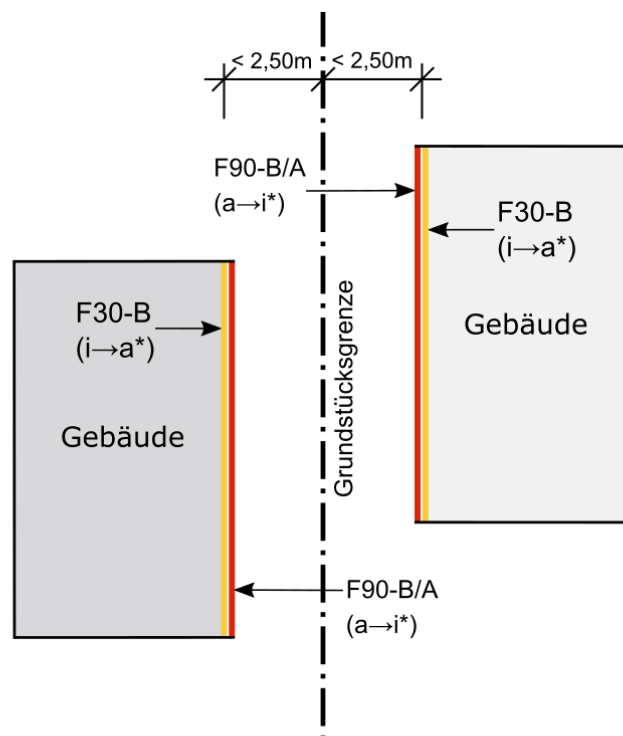 < 2,50m < 2,50m
F90-B/A
(a→i*)
F30-B
(i→a*)
Gebäude
F30-B
(i→a*)
Gebäude
Grundstücksgrenze
F90-B/A
(a→i*)